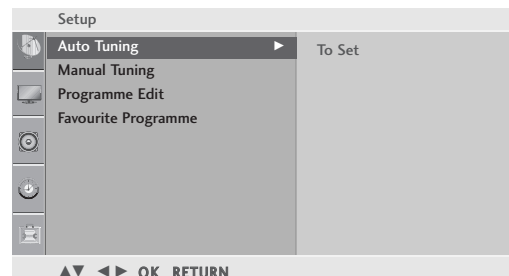 Setup
Auto Tuning ► To Set
Manual Tuning
Programme Edit
Favourite Programme
▲▼ ◄► OK RETURN